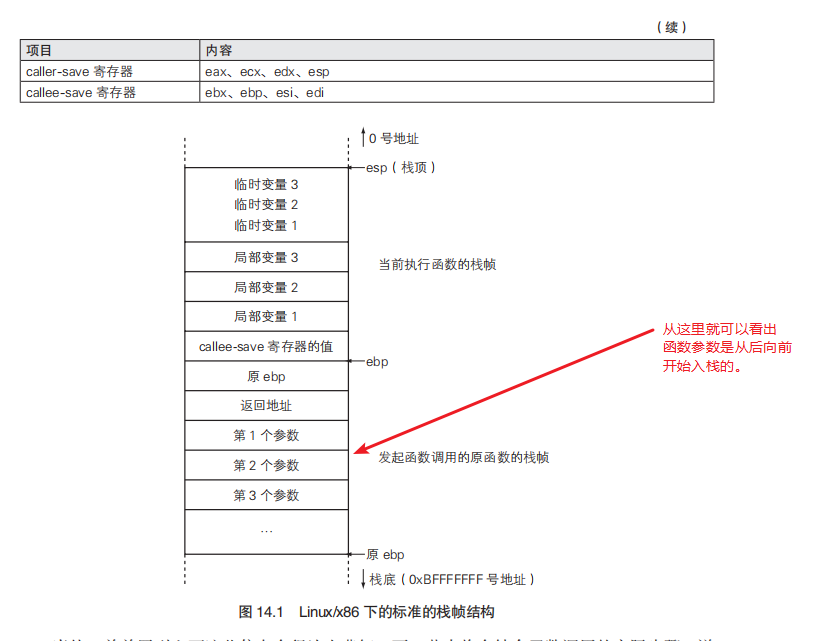 （续）
项目 内容
caller-save 寄存器 eax、ecx、edx、esp
callee-save 寄存器 ebx、ebp、esi、edi
0 号地址
esp（栈顶）
临时变量 3
临时变量 2
临时变量 1
局部变量 3
当前执行函数的栈帧
局部变量 2
局部变量 1
从这里就可以看出
函数参数是从后向前
开始入栈的。
callee-save 寄存器的值
ebp
原 ebp
返回地址
第 1 个参数
第 2 个参数
发起函数调用的原函数的栈帧
第 3 个参数
…
原 ebp
栈底（0xBFFFFFFF 号地址）
图 14.1 Linux/x86 下的标准的栈帧结构